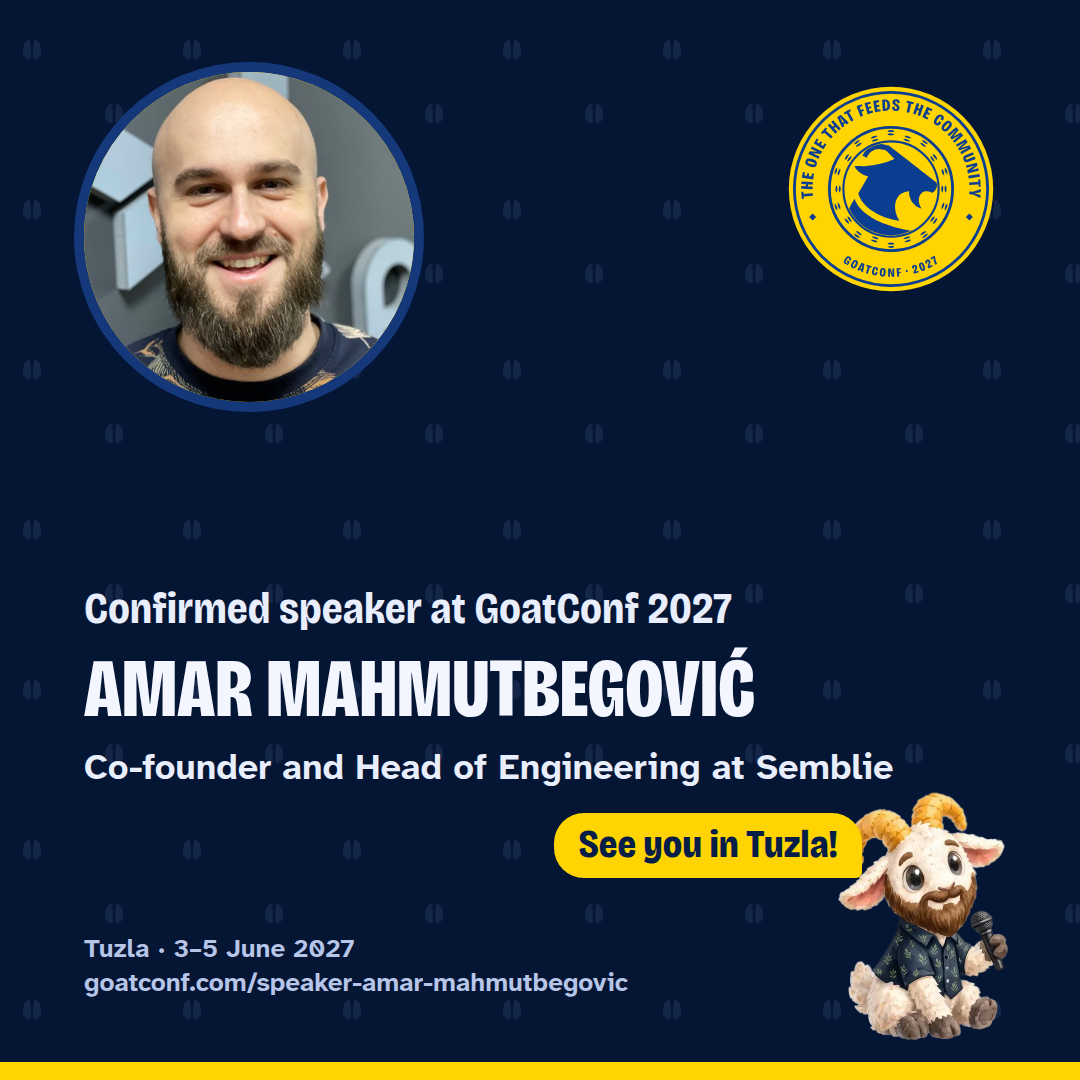 THE ONE THAT FEEDS THE COMMUNITY
GOATCONF · 2027
Confirmed speaker at GoatConf 2027
AMAR MAHMUTBEGOVIĆ
Co-founder and Head of Engineering at Semblie
See you in Tuzla!
Tuzla · 3–5 June 2027
goatconf.com/speaker-amar-mahmutbegovic